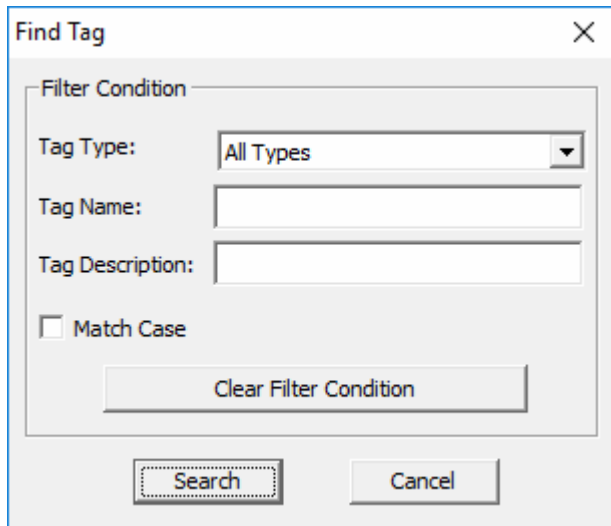 Find Tag
Filter Condition
Tag Type: All Types
Tag Name:
Tag Description:
Match Case
Clear Filter Condition
Search Cancel